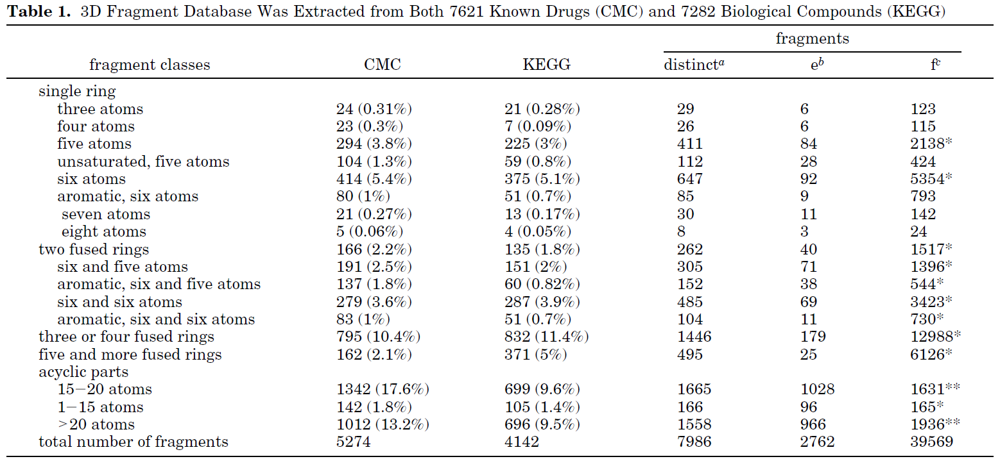 Table 1. 3D Fragment Database Was Extracted from Both 7621 Known Drugs (CMC) and 7282 Biological Compounds (KEGG)
fragments
fragment classes CMC KEGG distinctᵃ eᵇ fᶜ
single ring
three atoms 24 (0.31%) 21 (0.28%) 29 6 123
four atoms 23 (0.3%) 7 (0.09%) 26 6 115
five atoms 294 (3.8%) 225 (3%) 411 84 2138*
unsaturated, five atoms 104 (1.3%) 59 (0.8%) 112 28 424
six atoms 414 (5.4%) 375 (5.1%) 647 92 5354*
aromatic, six atoms 80 (1%) 51 (0.7%) 85 9 793
seven atoms 21 (0.27%) 13 (0.17%) 30 11 142
eight atoms 5 (0.06%) 4 (0.05%) 8 3 24
two fused rings 166 (2.2%) 135 (1.8%) 262 40 1517*
six and five atoms 191 (2.5%) 151 (2%) 305 71 1396*
aromatic, six and five atoms 137 (1.8%) 60 (0.82%) 152 38 544*
six and six atoms 279 (3.6%) 287 (3.9%) 485 69 3423*
aromatic, six and six atoms 83 (1%) 51 (0.7%) 104 11 730*
three or four fused rings 795 (10.4%) 832 (11.4%) 1446 179 12988*
five and more fused rings 162 (2.1%) 371 (5%) 495 25 6126*
acyclic parts
15−20 atoms 1342 (17.6%) 699 (9.6%) 1665 1028 1631**
1−15 atoms 142 (1.8%) 105 (1.4%) 166 96 165*
>20 atoms 1012 (13.2%) 696 (9.5%) 1558 966 1936**
total number of fragments 5274 4142 7986 2762 39569